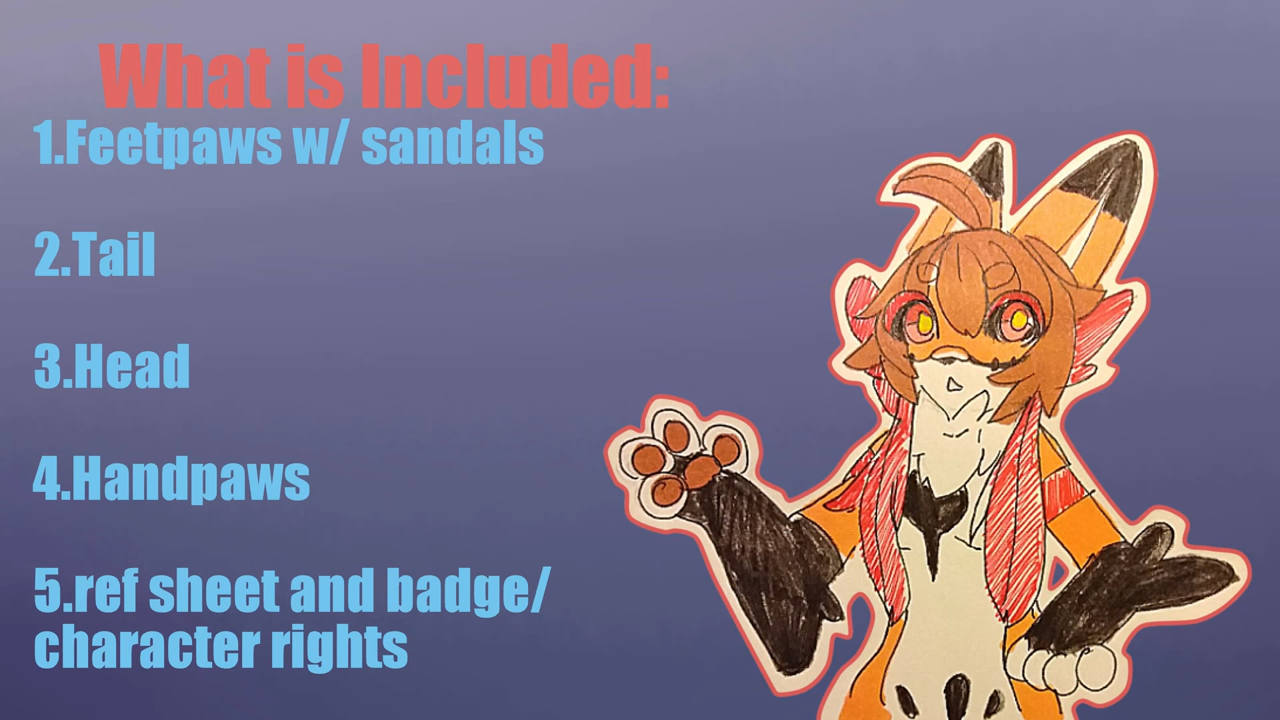 What is Included:
1.Feetpaws w/ sandals
2.Tail
3.Head
4.Handpaws
5.ref sheet and badge/
character rights